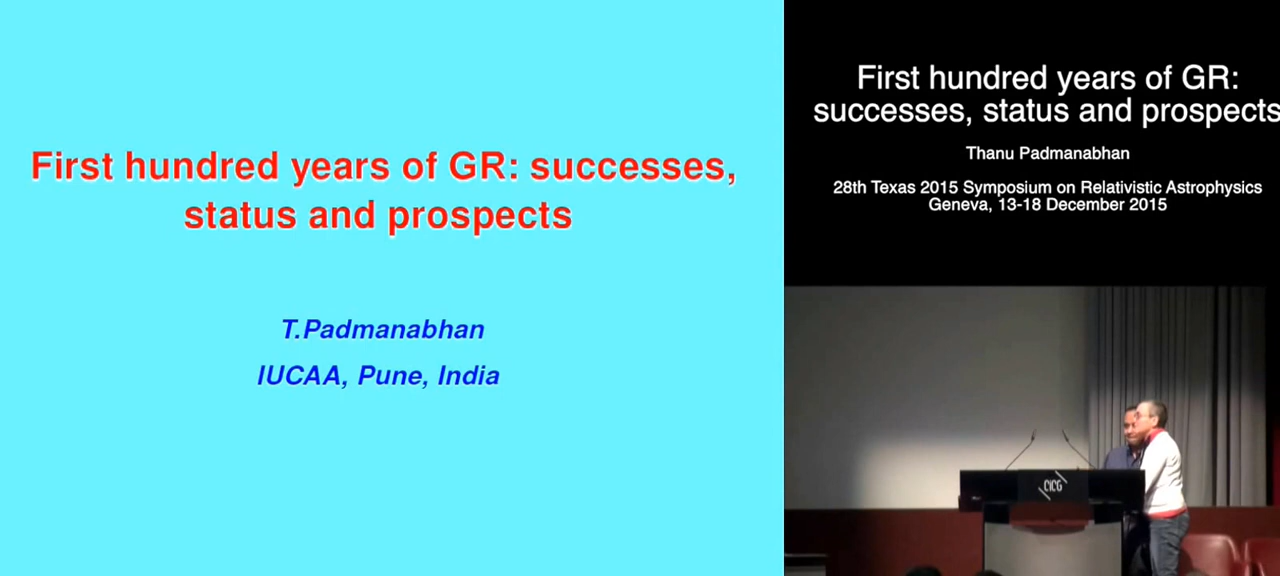 First hundred years of GR: successes,
status and prospects
T.Padmanabhan
IUCAA, Pune, India
First hundred years of GR:
successes, status and prospects
Thanu Padmanabhan
28th Texas 2015 Symposium on Relativistic Astrophysics
Geneva, 13-18 December 2015
CICG